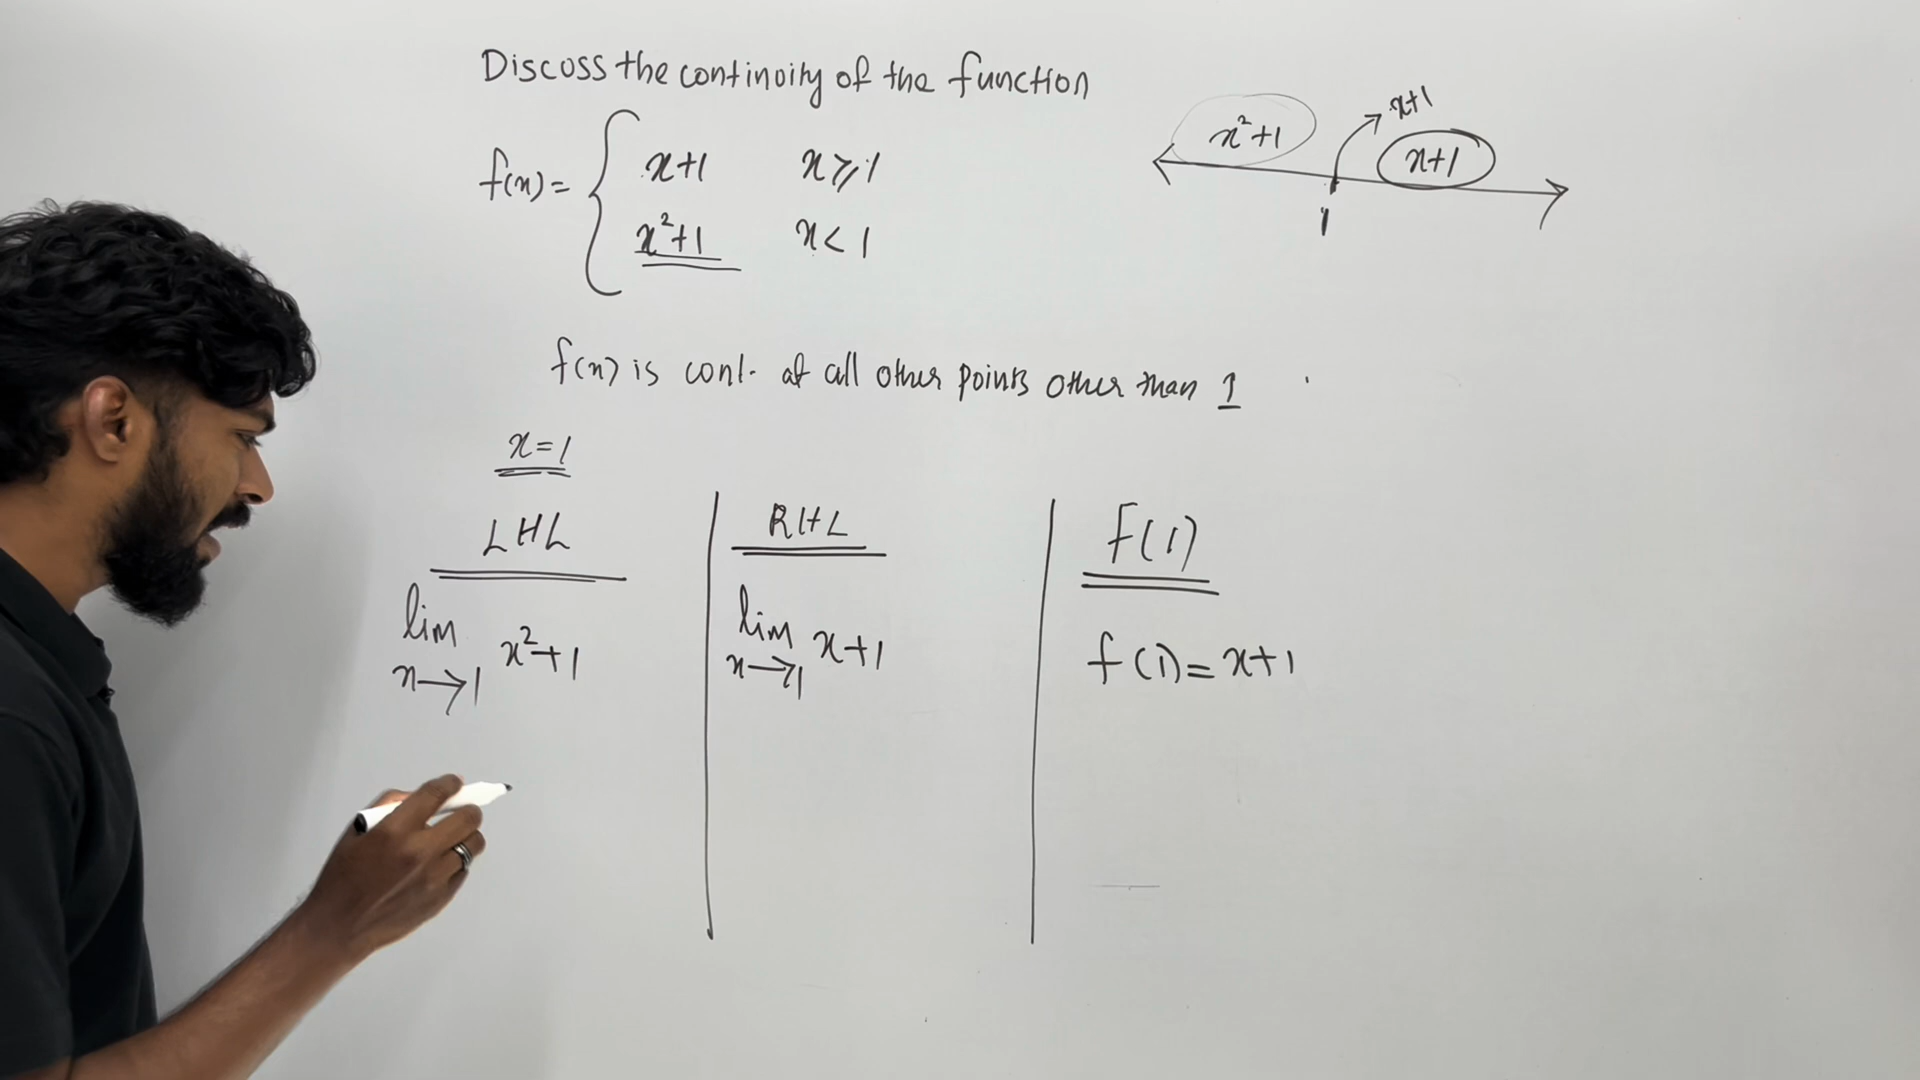 Discuss the continuity of the function
f(x) = { x+1 x ⩾ 1
x²+1 x < 1
x²+1 x+1 x+1
1
f(x) is cont. at all other points other than 1
x=1
LHL RHL F(1)
lim x→1 x²+1 lim x→1 x+1 f(1) = x+1